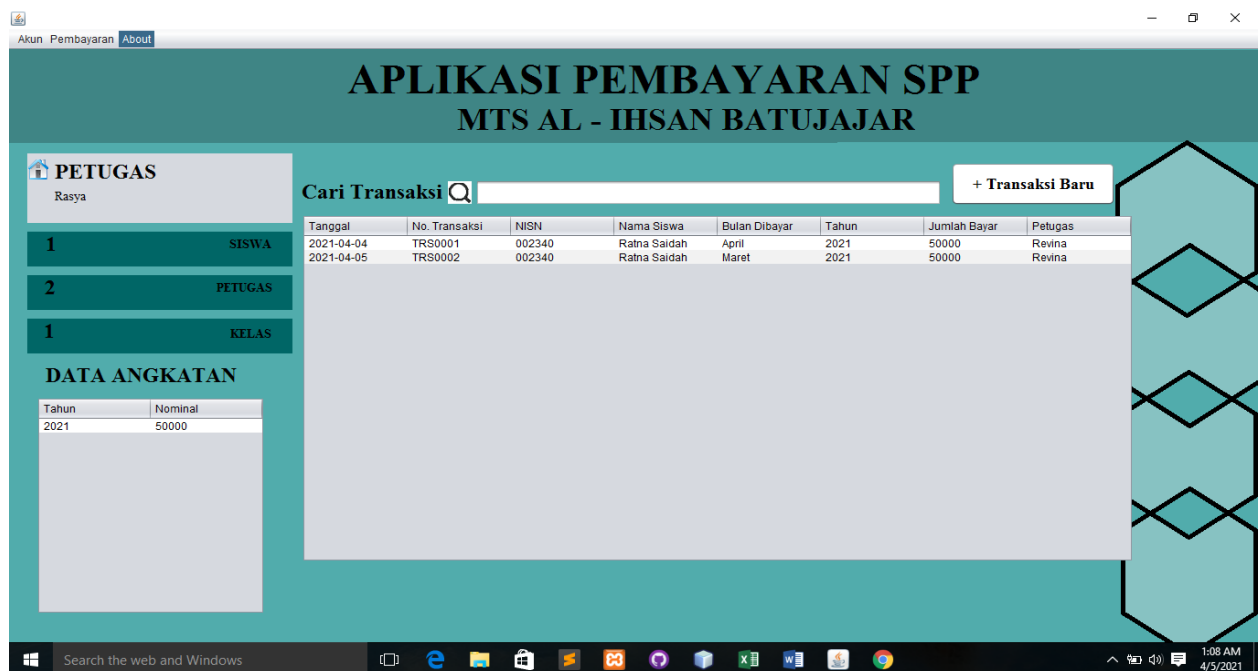 Akun Pembayaran About
APLIKASI PEMBAYARAN SPP
MTS AL - IHSAN BATUJAJAR
PETUGAS
Rasya
1 SISWA
2 PETUGAS
1 KELAS
DATA ANGKATAN
Tahun Nominal
2021 50000
Cari Transaksi
+ Transaksi Baru
Tanggal No. Transaksi NISN Nama Siswa Bulan Dibayar Tahun Jumlah Bayar Petugas
2021-04-04 TRS0001 002340 Ratna Saidah April 2021 50000 Revina
2021-04-05 TRS0002 002340 Ratna Saidah Maret 2021 50000 Revina
Search the web and Windows
1:08 AM
4/5/2021